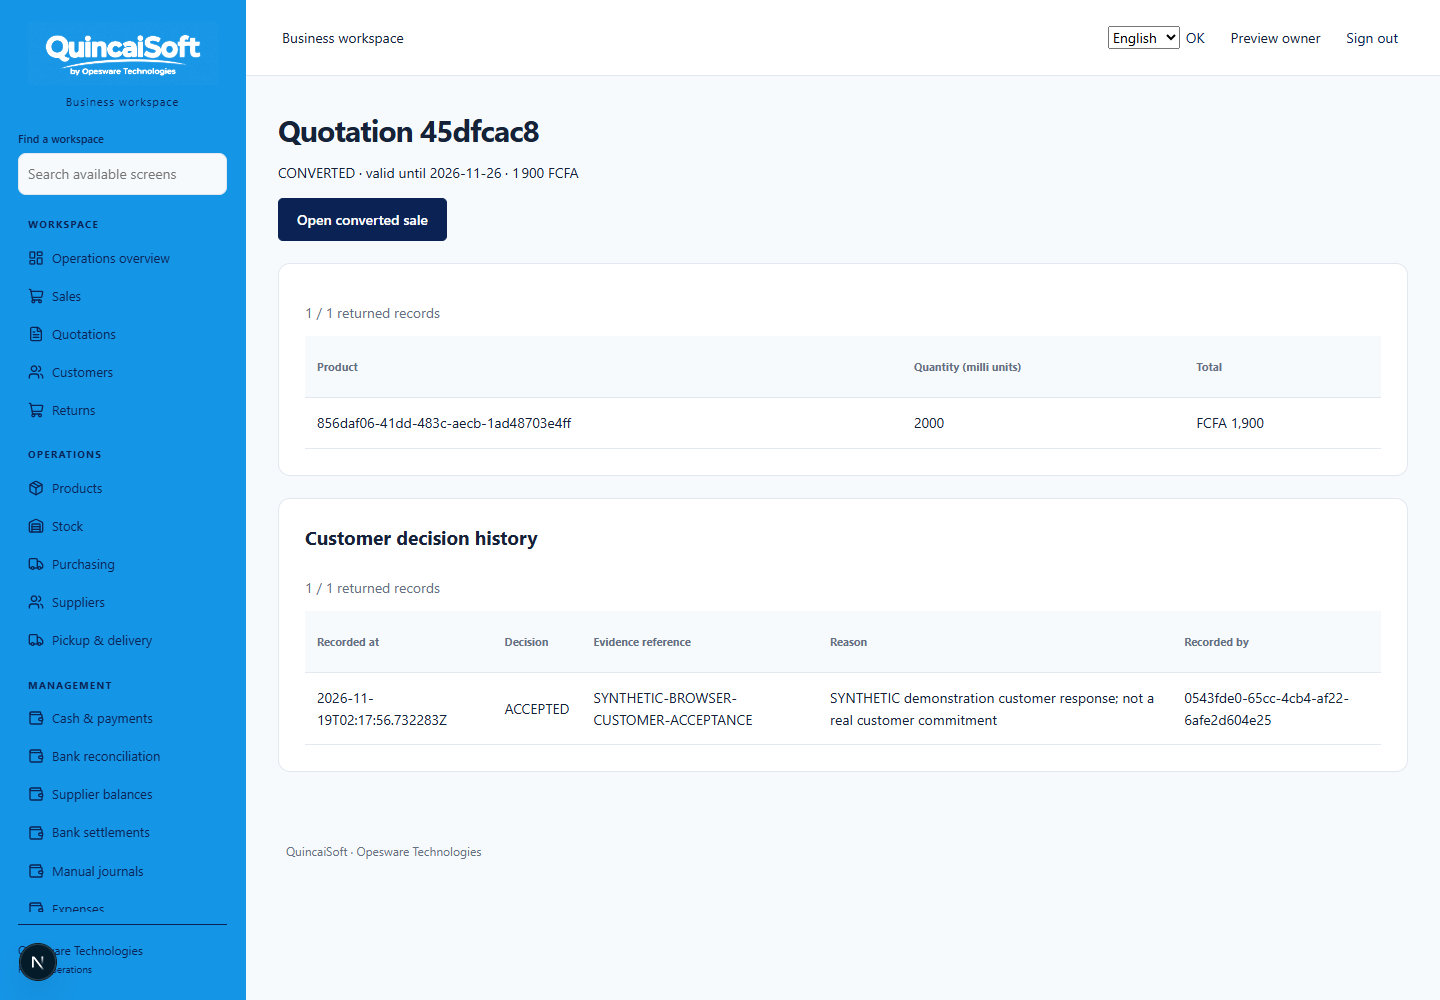 QuincaiSoft
by Opesware Technologies
Business workspace
Find a workspace
Search available screens
WORKSPACE
Operations overview
Sales
Quotations
Customers
Returns
OPERATIONS
Products
Stock
Purchasing
Suppliers
Pickup & delivery
MANAGEMENT
Cash & payments
Bank reconciliation
Supplier balances
Bank settlements
Manual journals
Expenses
Technologies
N
Business workspace
English
OK
Preview owner
Sign out
Quotation 45dfcac8
CONVERTED · valid until 2026-11-26 · 1 900 FCFA
Open converted sale
1 / 1 returned records
Product Quantity (milli units) Total
856daf06-41dd-483c-aecb-1ad48703e4ff 2000 FCFA 1,900
Customer decision history
1 / 1 returned records
Recorded at Decision Evidence reference Reason Recorded by
2026-11-
19T02:17:56.732283Z
ACCEPTED
SYNTHETIC-BROWSER-
CUSTOMER-ACCEPTANCE
SYNTHETIC demonstration customer response; not a
real customer commitment
0543fde0-65cc-4cb4-af22-
6afe2d604e25
QuincaiSoft · Opesware Technologies